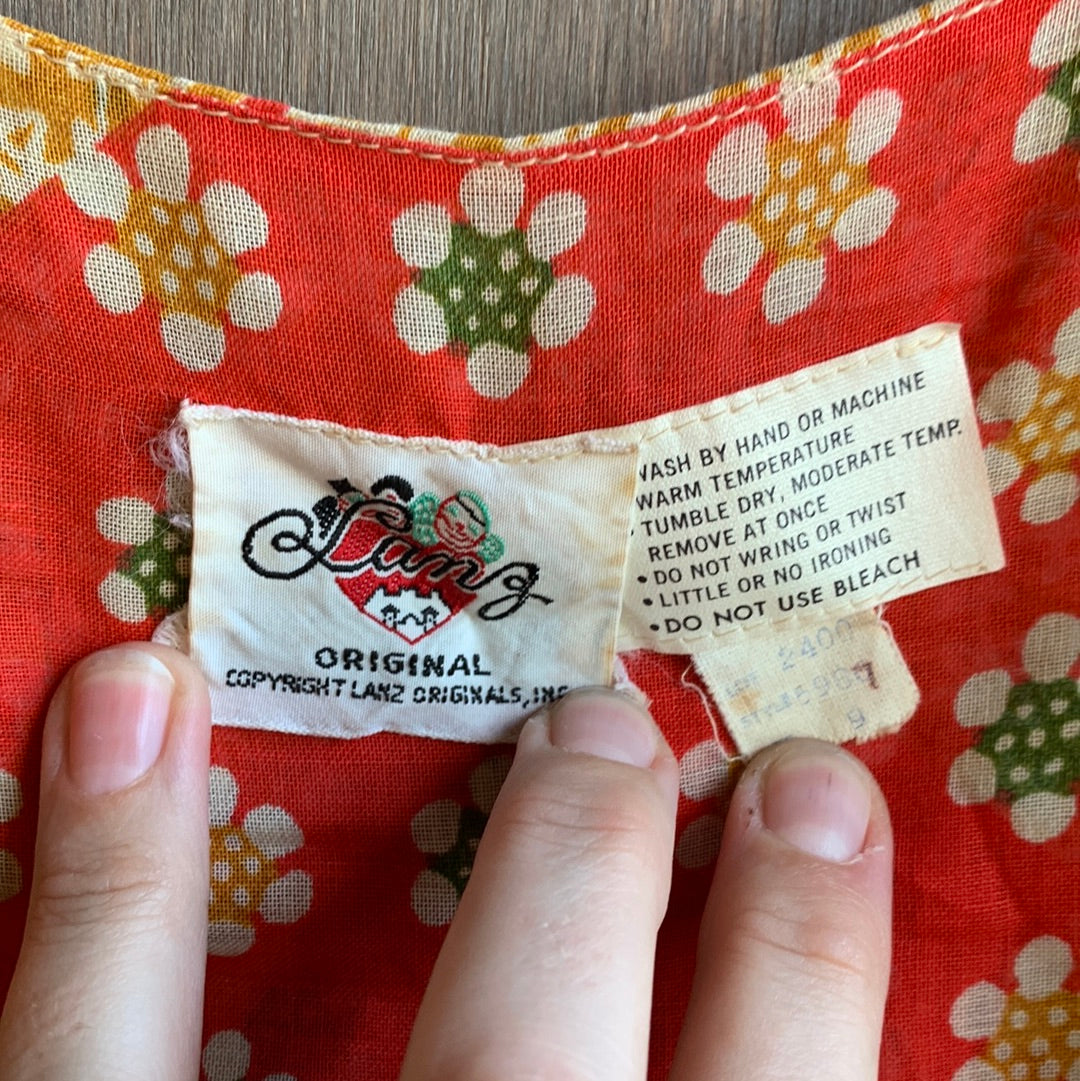 Lanz
ORIGINAL
COPYRIGHT LANZ ORIGINALS, INC
WASH BY HAND OR MACHINE
WARM TEMPERATURE
TUMBLE DRY, MODERATE TEMP.
REMOVE AT ONCE
• DO NOT WRING OR TWIST
• LITTLE OR NO IRONING
• DO NOT USE BLEACH
2400
STYLE
9